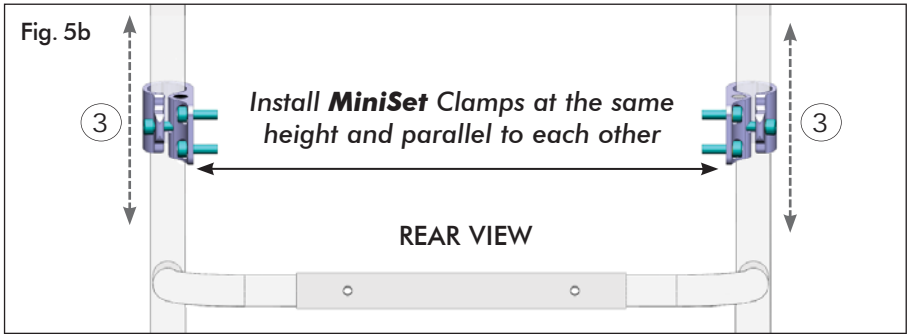 Fig. 5b
3
Install MiniSet Clamps at the same
height and parallel to each other
3
REAR VIEW